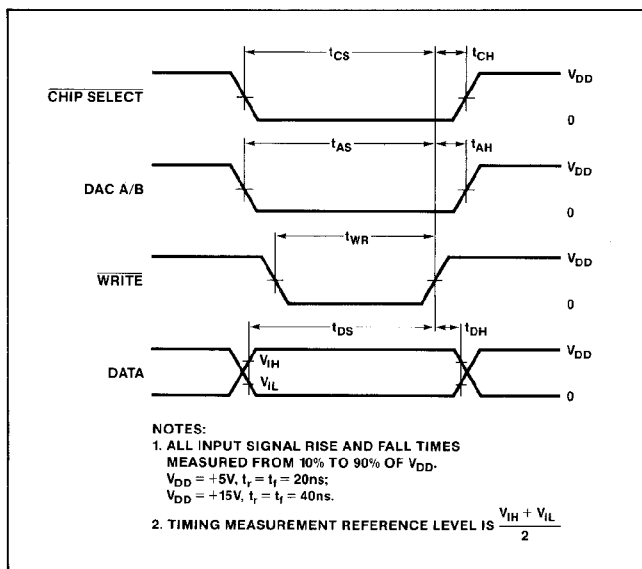 tCS
tCH
CHIP SELECT
VDD
0
tAS
tAH
DAC A/B
VDD
0
tWR
WRITE
VDD
0
tDS
tDH
DATA
VIH
VIL
VDD
0
NOTES:
1. ALL INPUT SIGNAL RISE AND FALL TIMES
MEASURED FROM 10% TO 90% OF VDD.
VDD = +5V, tr = tf = 20ns;
VDD = +15V, tr = tf = 40ns.
2. TIMING MEASUREMENT REFERENCE LEVEL IS VIH + VIL
2